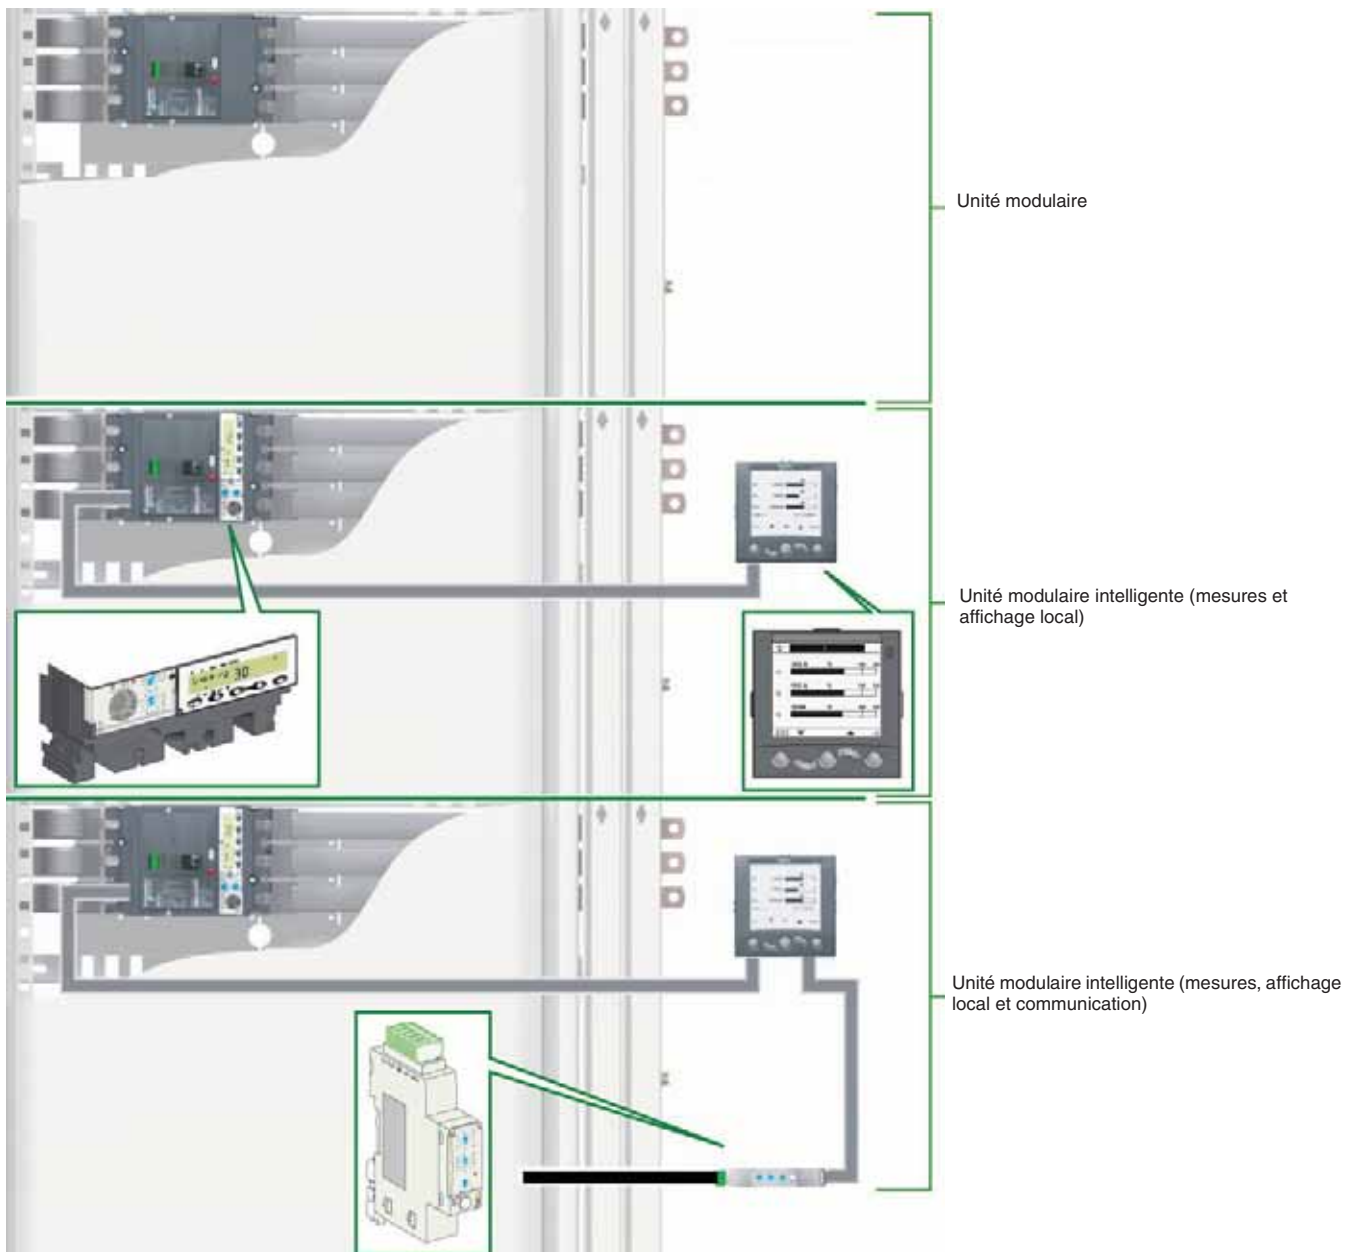 Unité modulaire
Unité modulaire intelligente (mesures et
affichage local)
Unité modulaire intelligente (mesures, affichage
local et communication)